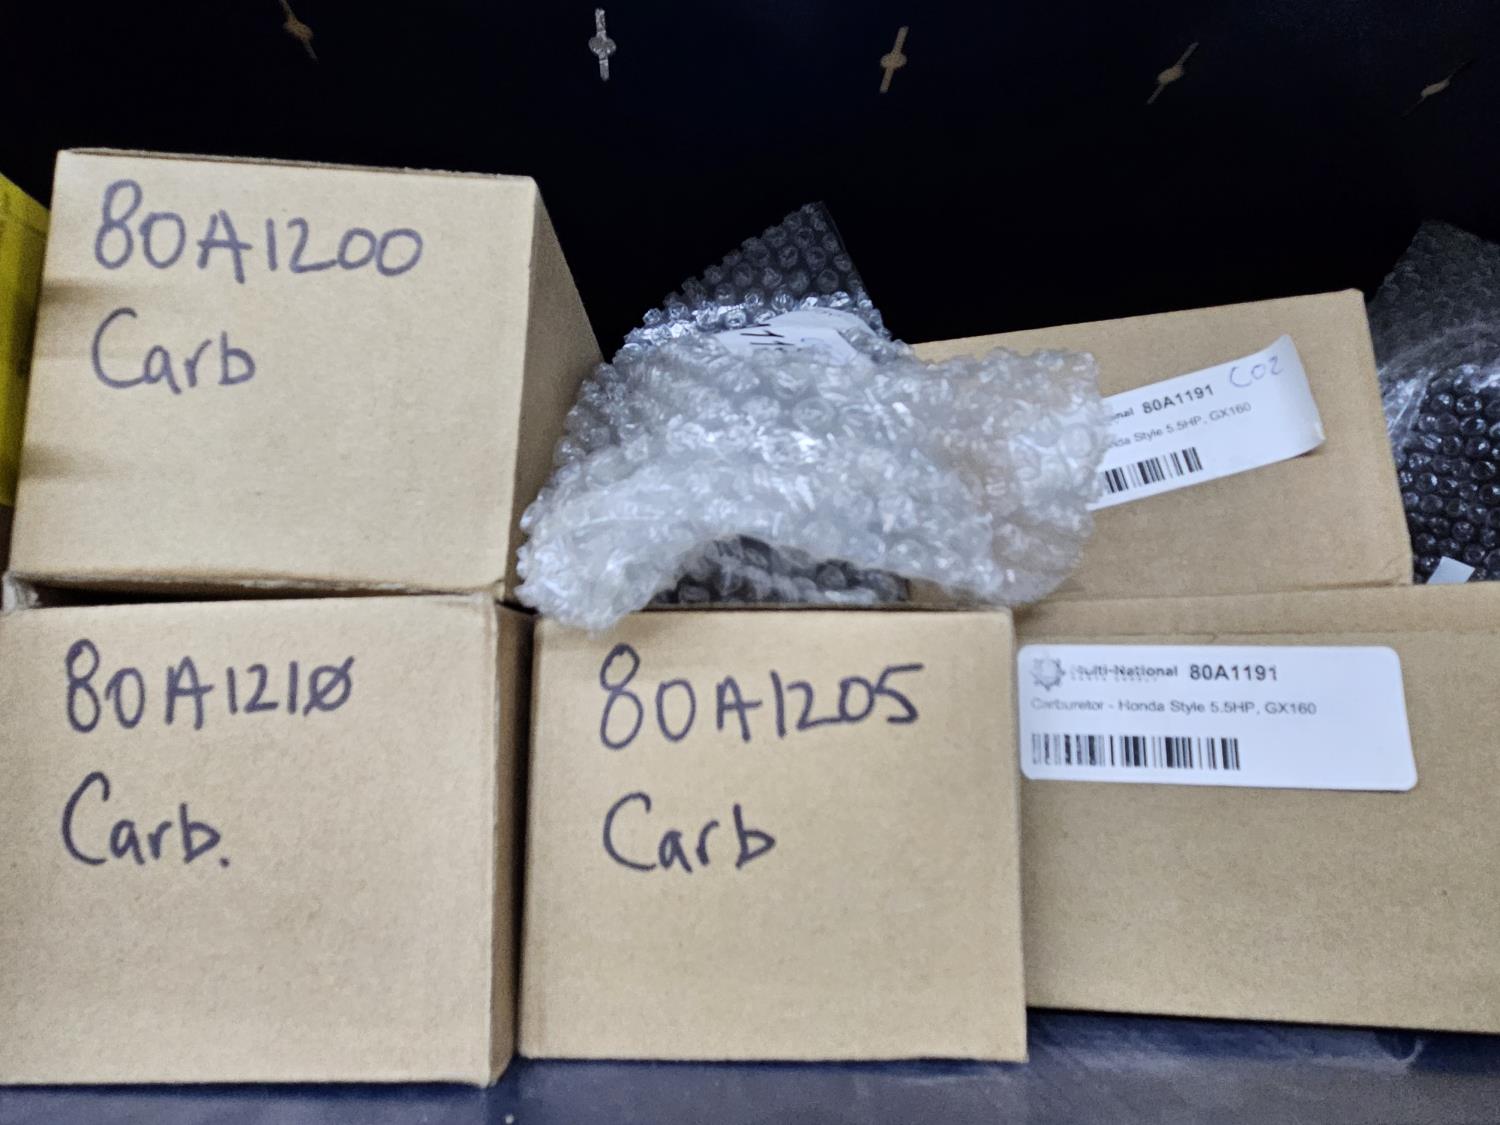 80A1200
Carb
80A1191 C02
Style 5.5HP, GX160
80A1210
Carb.
80A1205
Carb
Multi-National 80A1191
Carburetor - Honda Style 5.5HP, GX160